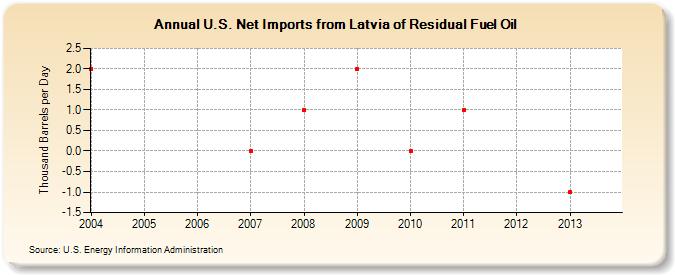 Annual U.S. Net Imports from Latvia of Residual Fuel Oil
Thousand Barrels per Day
2.5
2.0
1.5
1.0
0.5
0.0
-0.5
-1.0
-1.5
2004 2005 2006 2007 2008 2009 2010 2011 2012 2013
Source: U.S. Energy Information Administration